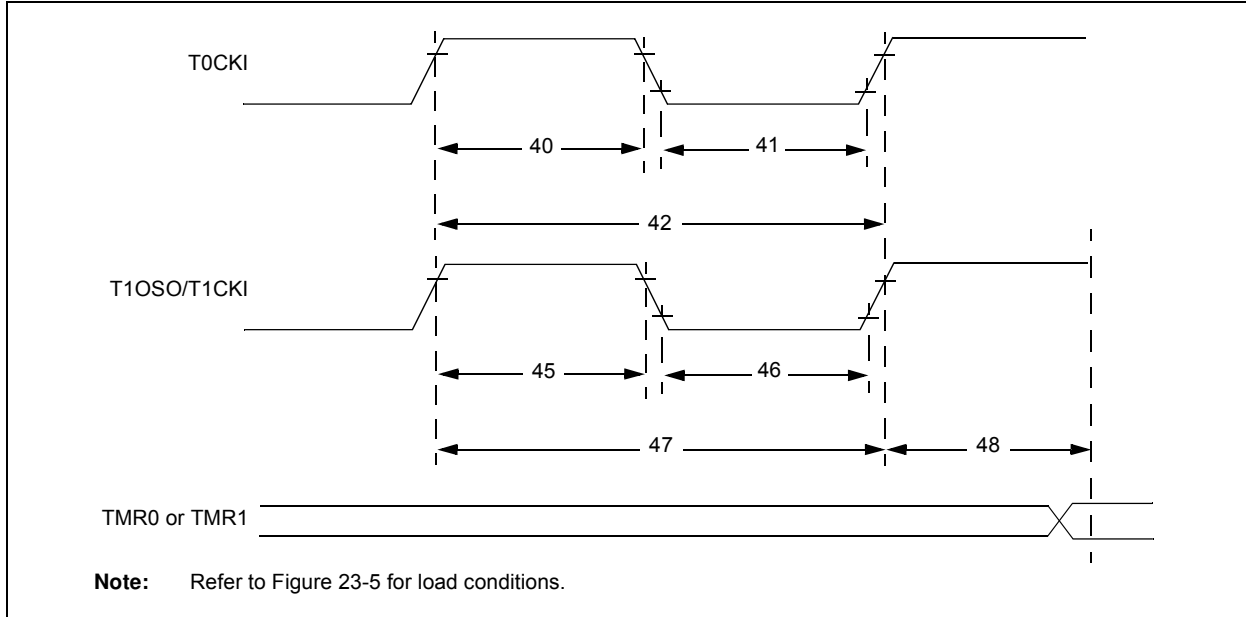 T0CKI
40
41
42
T1OSO/T1CKI
45
46
47
48
TMR0 or TMR1
Note: Refer to Figure 23-5 for load conditions.